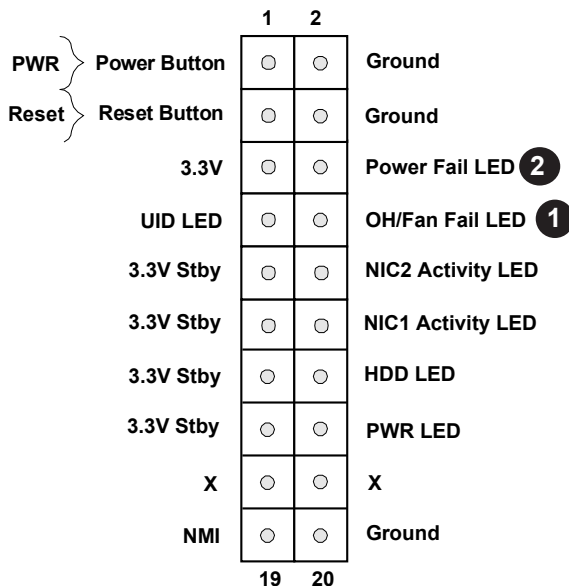 1 2
PWR Power Button Ground
Reset Reset Button Ground
3.3V Power Fail LED 2
UID LED OH/Fan Fail LED 1
3.3V Stby NIC2 Activity LED
3.3V Stby NIC1 Activity LED
3.3V Stby HDD LED
3.3V Stby PWR LED
X X
NMI Ground
19 20